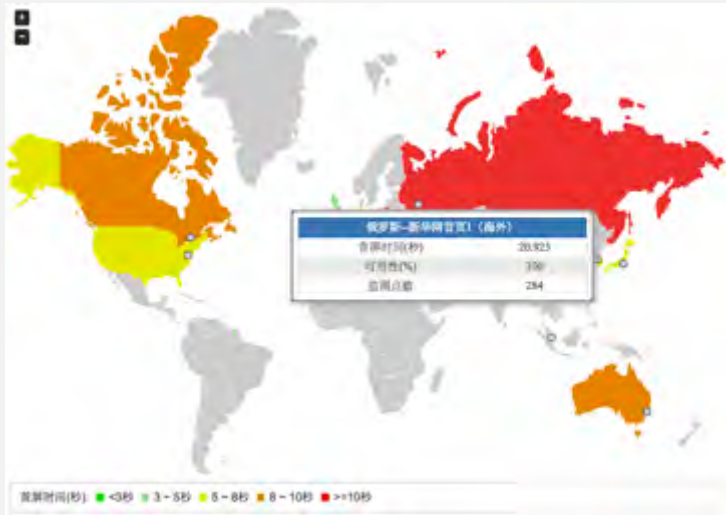 +
-
俄罗斯--新华网首页1（海外）
首屏时间(秒) 20.923
可用性(%) 100
监测点数 284
首屏时间(秒): <3秒 3～5秒 5～8秒 8～10秒 >=10秒